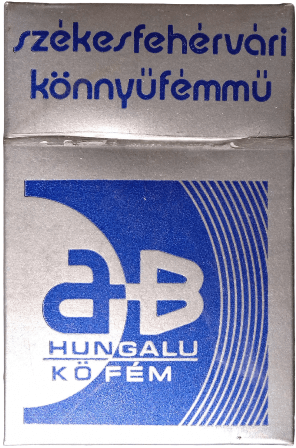 székesfehérvári
könnyűfémmű
a-B
HUNGALU
KÖFÉM